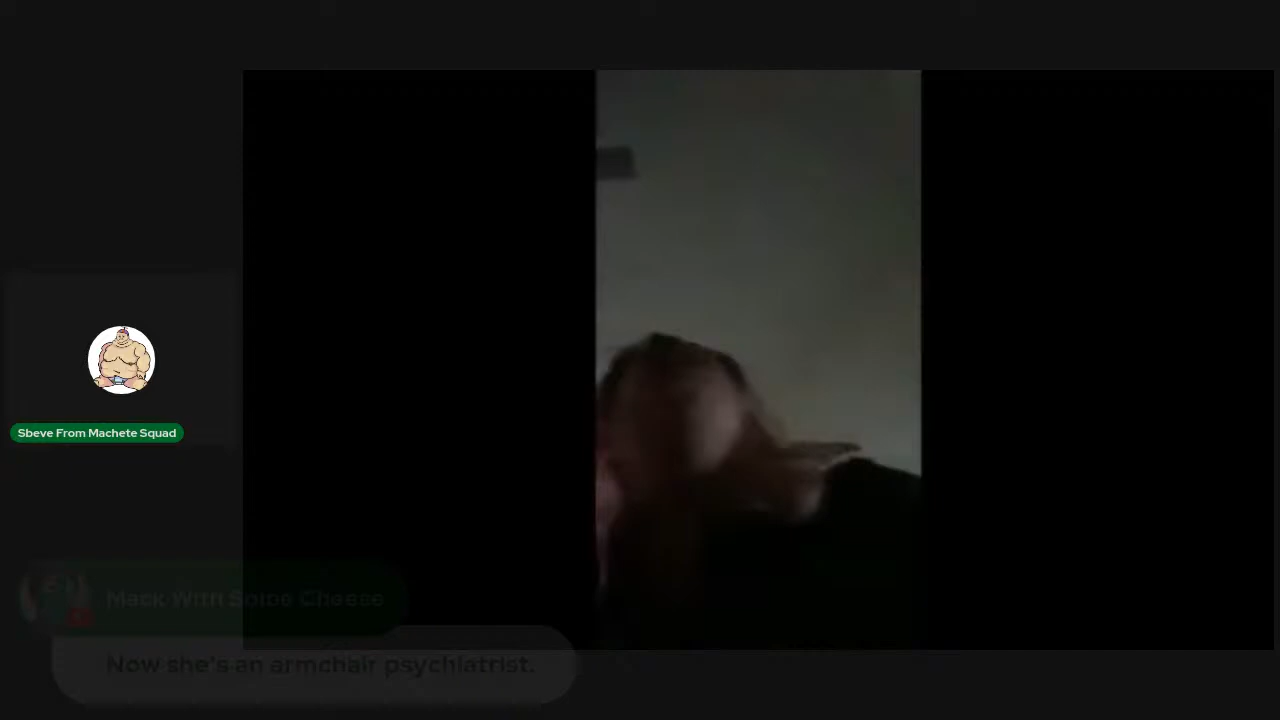 Sbeve From Machete Squad
Mack With Some Cheese
Now she's an armchair psychiatrist.